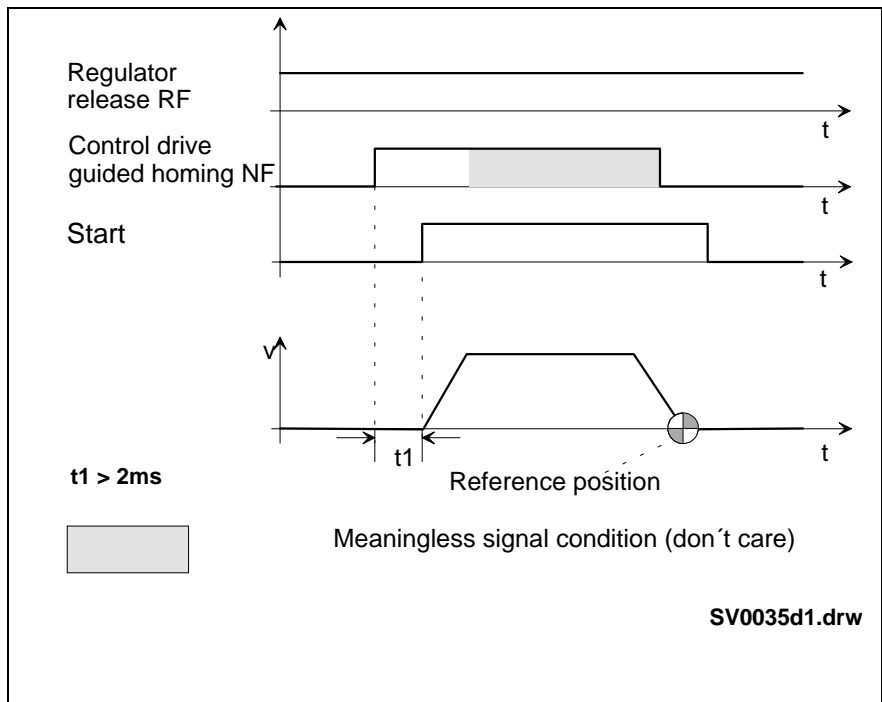 Regulator
release RF
t
Control drive
guided homing NF
t
Start
t
v
t1
t
Reference position
t1 > 2ms
Meaningless signal condition (don´t care)
SV0035d1.drw